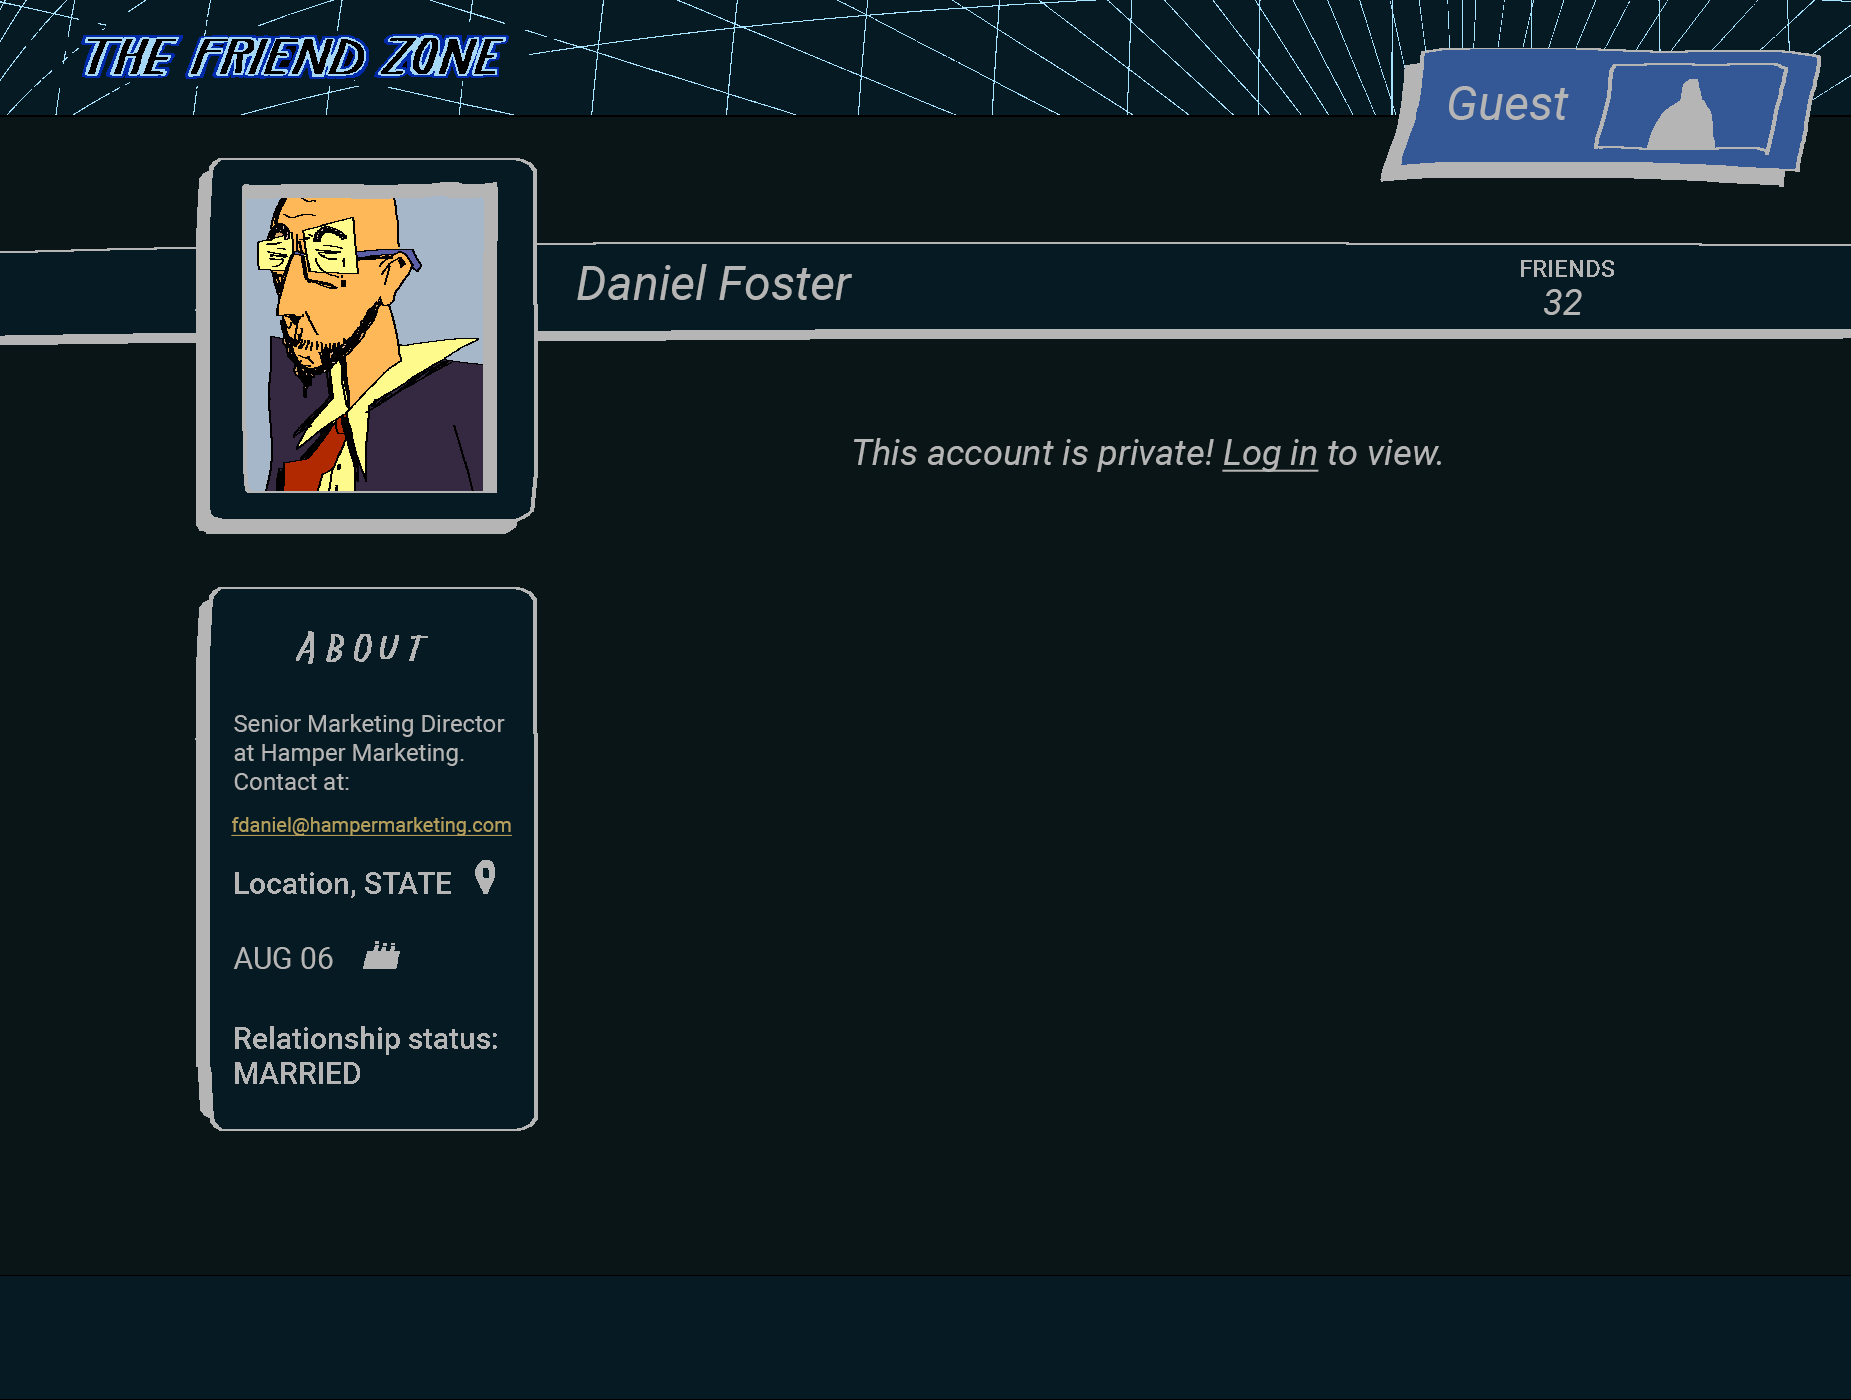 THE FRIEND ZONE
Guest
Daniel Foster
FRIENDS
32
This account is private! Log in to view.
ABOUT
Senior Marketing Director
at Hamper Marketing.
Contact at:
fdaniel@hampermarketing.com
Location, STATE
AUG 06
Relationship status:
MARRIED